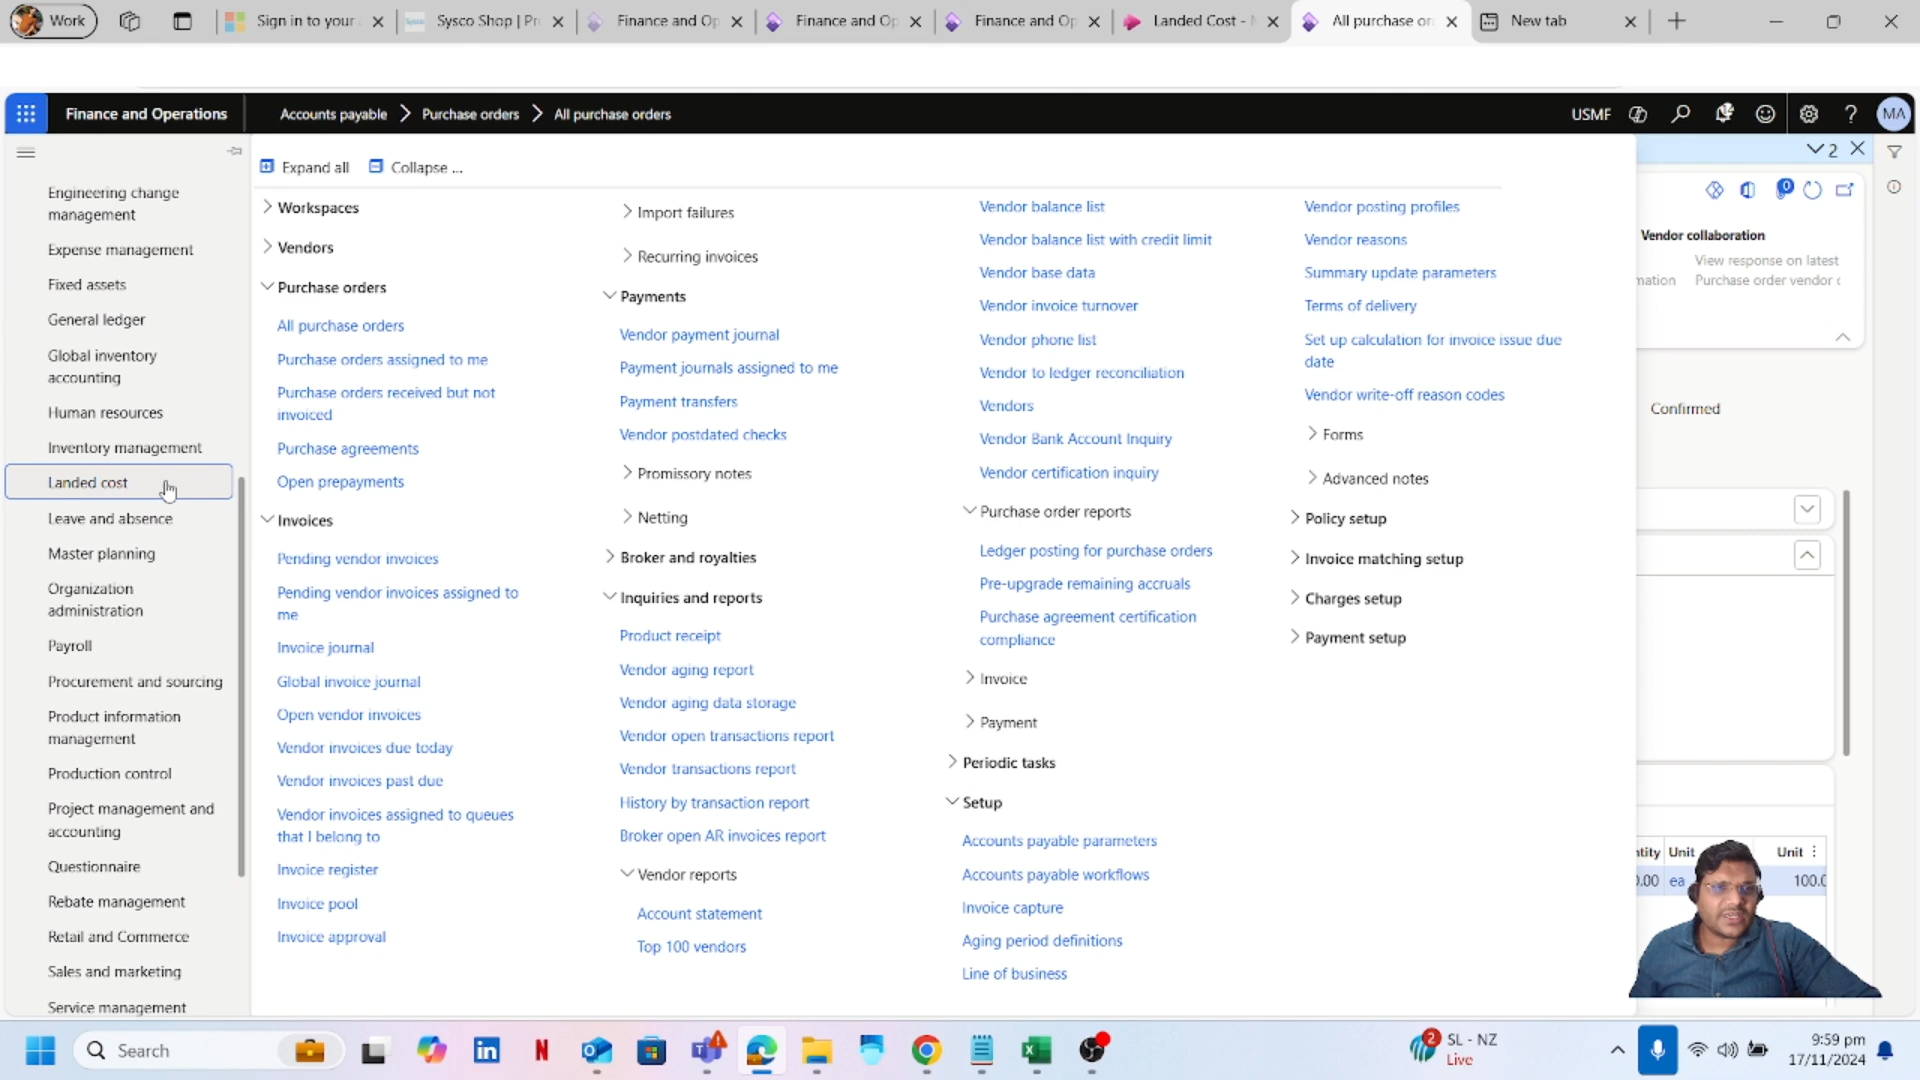 Work
Sign in to your
Sysco Shop | Pr
Finance and Op
Finance and Op
Finance and Op
Landed Cost - M
All purchase or
New tab
Finance and Operations
Accounts payable
Purchase orders
All purchase orders
USMF
MA
Expand all
Collapse ...
2
0
Engineering change
management
Expense management
Fixed assets
General ledger
Global inventory
accounting
Human resources
Inventory management
Landed cost
Leave and absence
Master planning
Organization
administration
Payroll
Procurement and sourcing
Product information
management
Production control
Project management and
accounting
Questionnaire
Rebate management
Retail and Commerce
Sales and marketing
Service management
Workspaces
Vendors
Purchase orders
All purchase orders
Purchase orders assigned to me
Purchase orders received but not
invoiced
Purchase agreements
Open prepayments
Invoices
Pending vendor invoices
Pending vendor invoices assigned to
me
Invoice journal
Global invoice journal
Open vendor invoices
Vendor invoices due today
Vendor invoices past due
Vendor invoices assigned to queues
that I belong to
Invoice register
Invoice pool
Invoice approval
Import failures
Recurring invoices
Payments
Vendor payment journal
Payment journals assigned to me
Payment transfers
Vendor postdated checks
Promissory notes
Netting
Broker and royalties
Inquiries and reports
Product receipt
Vendor aging report
Vendor aging data storage
Vendor open transactions report
Vendor transactions report
History by transaction report
Broker open AR invoices report
Vendor reports
Account statement
Top 100 vendors
Vendor balance list
Vendor balance list with credit limit
Vendor base data
Vendor invoice turnover
Vendor phone list
Vendor to ledger reconciliation
Vendors
Vendor Bank Account Inquiry
Vendor certification inquiry
Purchase order reports
Ledger posting for purchase orders
Pre-upgrade remaining accruals
Purchase agreement certification
compliance
Invoice
Payment
Periodic tasks
Setup
Accounts payable parameters
Accounts payable workflows
Invoice capture
Aging period definitions
Line of business
Vendor posting profiles
Vendor reasons
Summary update parameters
Terms of delivery
Set up calculation for invoice issue due
date
Vendor write-off reason codes
Forms
Advanced notes
Policy setup
Invoice matching setup
Charges setup
Payment setup
Vendor collaboration
View response on latest
mation
Purchase order vendor c
Confirmed
ntity
Unit
Unit
0.00
ea
100.0
Search
2
SL - NZ
Live
9:59 pm
17/11/2024